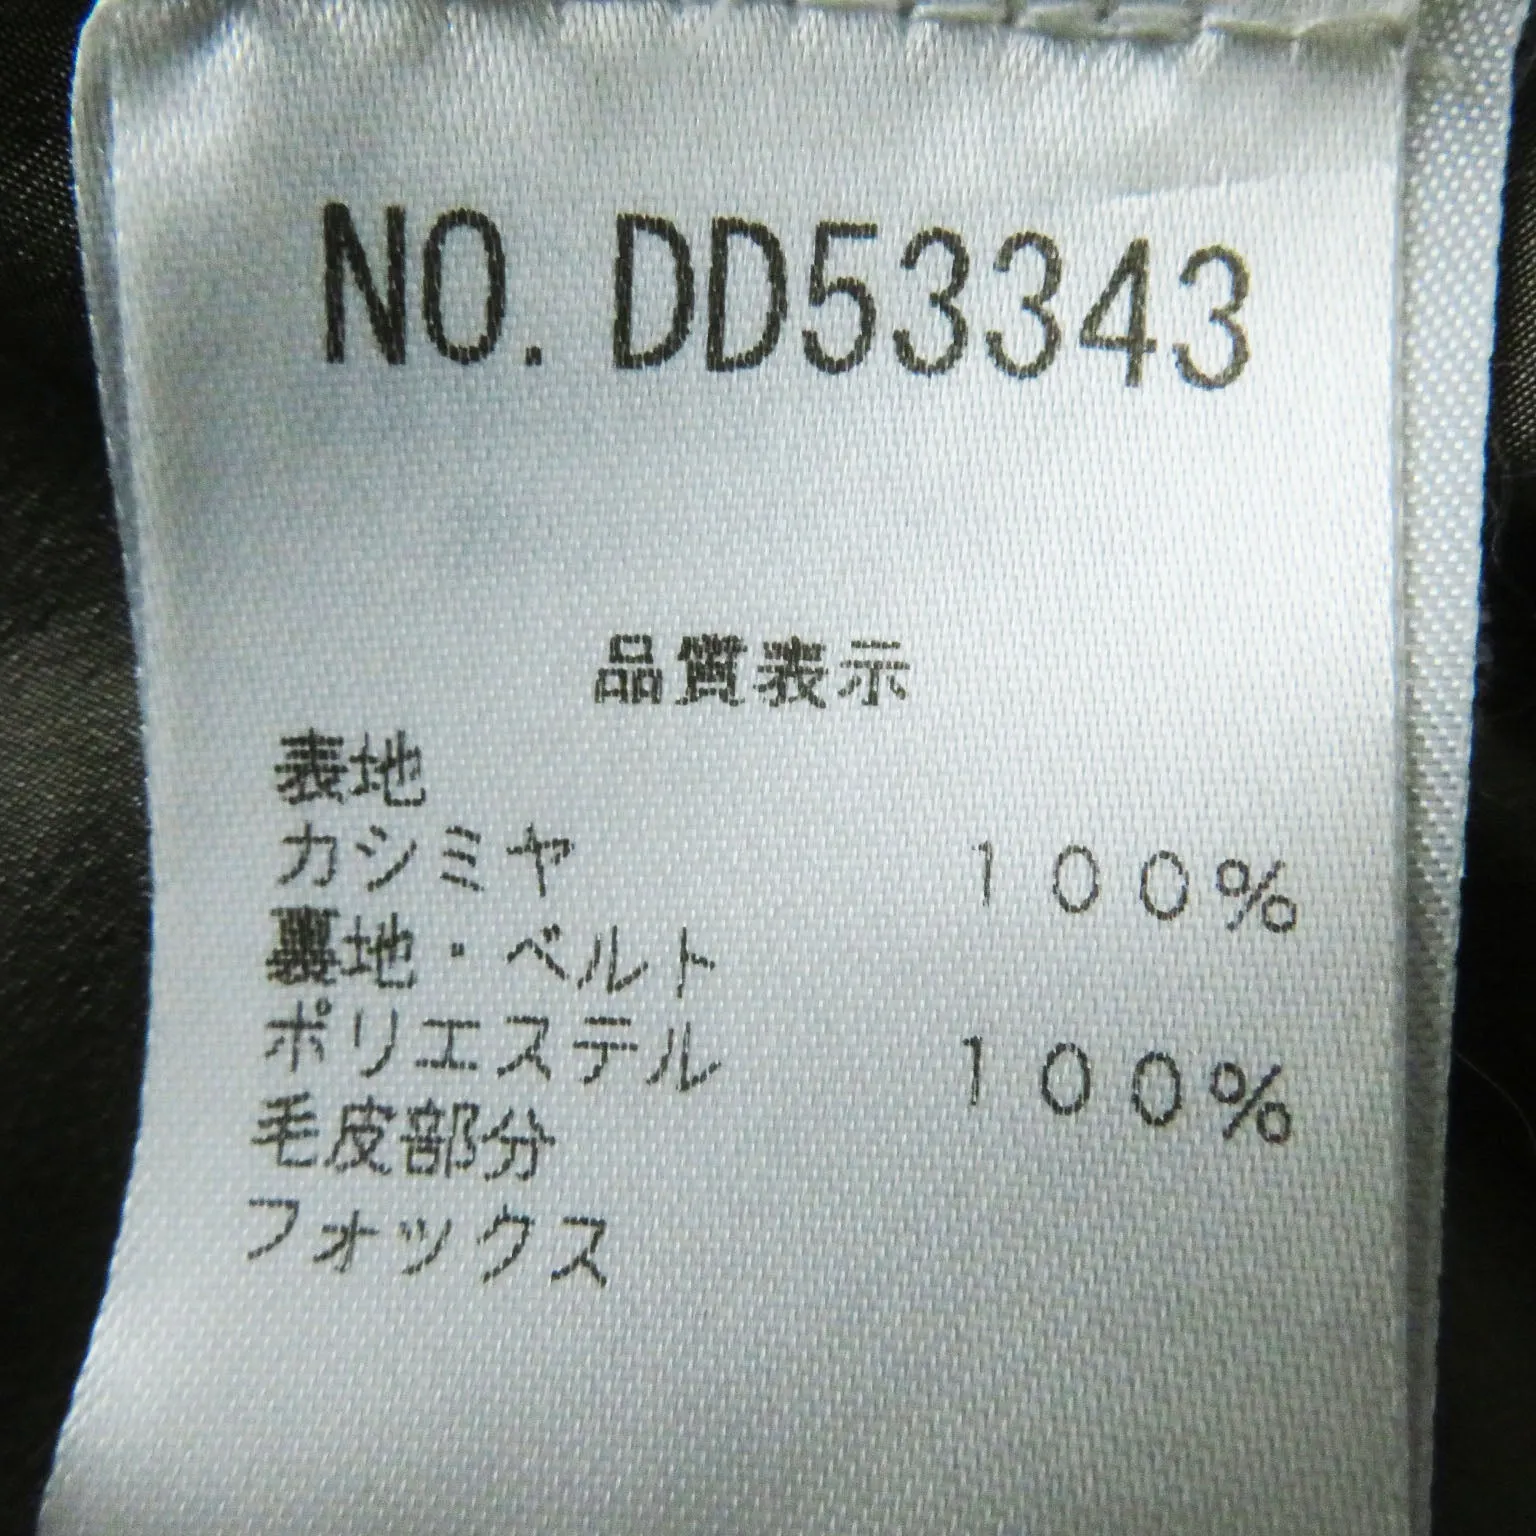 NO. DD53343
品質表示
表地
カシミヤ 100%
裏地・ベルト
ポリエステル 100%
毛皮部分
フォックス